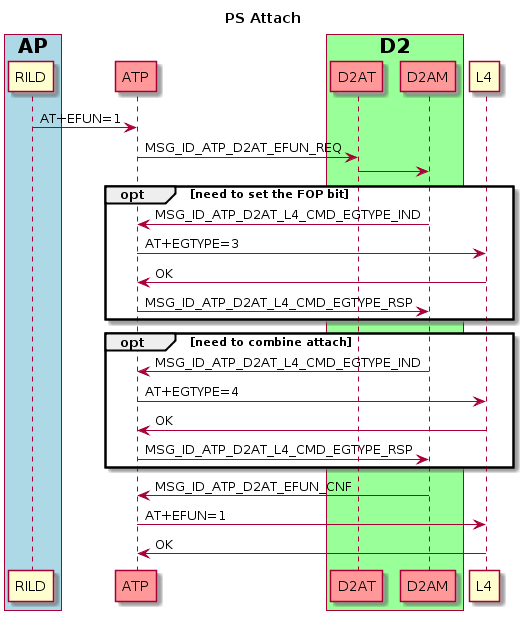 PS Attach
AP
D2
RILD
ATP
D2AT
D2AM
L4
AT+EFUN=1
MSG_ID_ATP_D2AT_EFUN_REQ
opt
[need to set the FOP bit]
MSG_ID_ATP_D2AT_L4_CMD_EGTYPE_IND
AT+EGTYPE=3
OK
MSG_ID_ATP_D2AT_L4_CMD_EGTYPE_RSP
opt
[need to combine attach]
MSG_ID_ATP_D2AT_L4_CMD_EGTYPE_IND
AT+EGTYPE=4
OK
MSG_ID_ATP_D2AT_L4_CMD_EGTYPE_RSP
MSG_ID_ATP_D2AT_EFUN_CNF
AT+EFUN=1
OK
RILD
ATP
D2AT
D2AM
L4